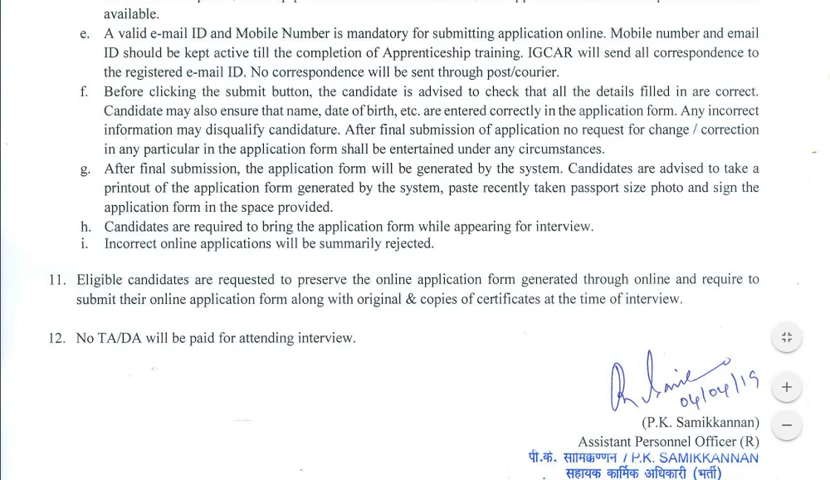 available.
e. A valid e-mail ID and Mobile Number is mandatory for submitting application online. Mobile number and email
ID should be kept active till the completion of Apprenticeship training. IGCAR will send all correspondence to
the registered e-mail ID. No correspondence will be sent through post/courier.
f. Before clicking the submit button, the candidate is advised to check that all the details filled in are correct.
Candidate may also ensure that name, date of birth, etc. are entered correctly in the application form. Any incorrect
information may disqualify candidature. After final submission of application no request for change / correction
in any particular in the application form shall be entertained under any circumstances.
g. After final submission, the application form will be generated by the system. Candidates are advised to take a
printout of the application form generated by the system, paste recently taken passport size photo and sign the
application form in the space provided.
h. Candidates are required to bring the application form while appearing for interview.
i. Incorrect online applications will be summarily rejected.
11. Eligible candidates are requested to preserve the online application form generated through online and require to
submit their online application form along with original & copies of certificates at the time of interview.
12. No TA/DA will be paid for attending interview.
04/04/19
(P.K. Samikkannan)
Assistant Personnel Officer (R)
पी.के. सामिक्कण्णन / P.K. SAMIKKANNAN
सहायक कार्मिक अधिकारी (भर्ती)